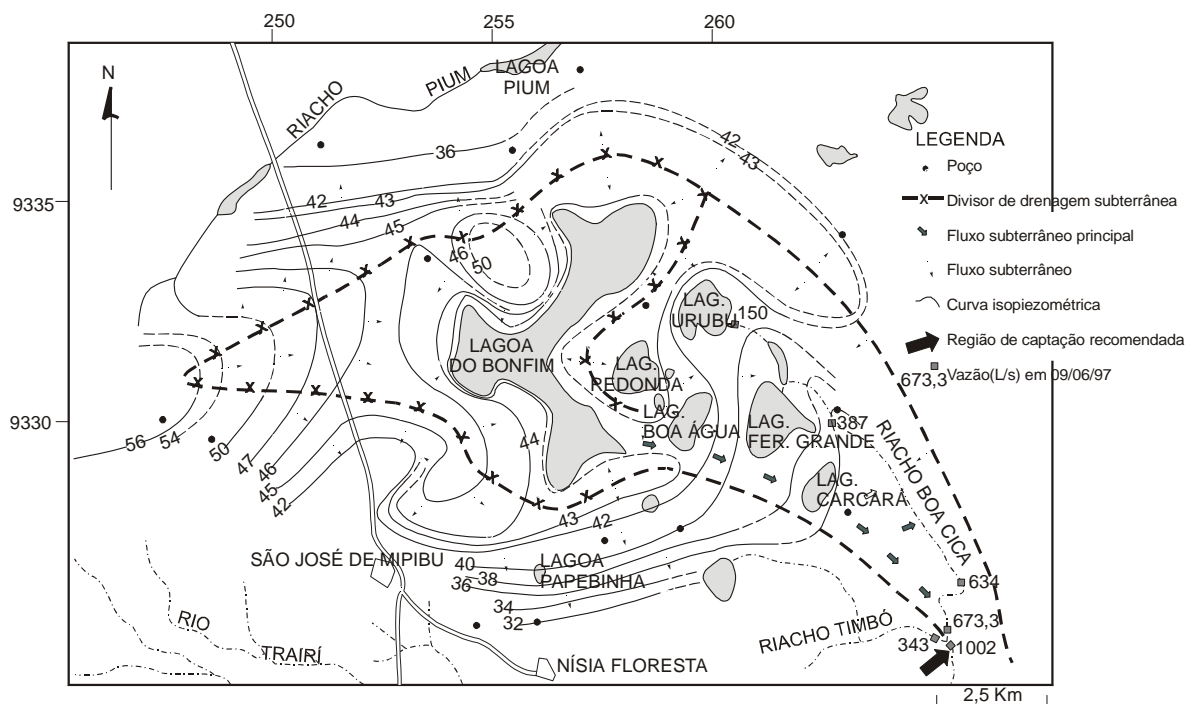 250
255
260
N
LAGOA
PIUM
RIACHO PIUM
36
42
43
42
43
44
45
46
50
9335
9330
LEGENDA
Poço
Divisor de drenagem subterrânea
Fluxo subterrâneo principal
Fluxo subterrâneo
Curva isopiezométrica
Região de captação recomendada
673,3 Vazão(L/s) em 09/06/97
LAG.
URUBU
150
LAGOA
DO BONFIM
LAG.
REDONDA
LAG.
BOA ÁGUA
LAG.
FER. GRANDE
387
LAG.
CARCARÁ
RIACHO BOA CICA
56
54
50
47
46
45
42
44
43
42
40
38
36
34
32
SÃO JOSÉ DE MIPIBU
LAGOA
PAPEBINHA
RIO
TRAIRÍ
NÍSIA FLORESTA
RIACHO TIMBÓ
634
673,3
343
1002
2,5 Km